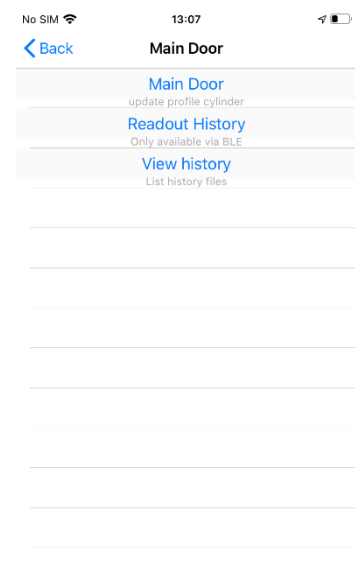 No SIM 13:07
Back Main Door
Main Door
update profile cylinder
Readout History
Only available via BLE
View history
List history files